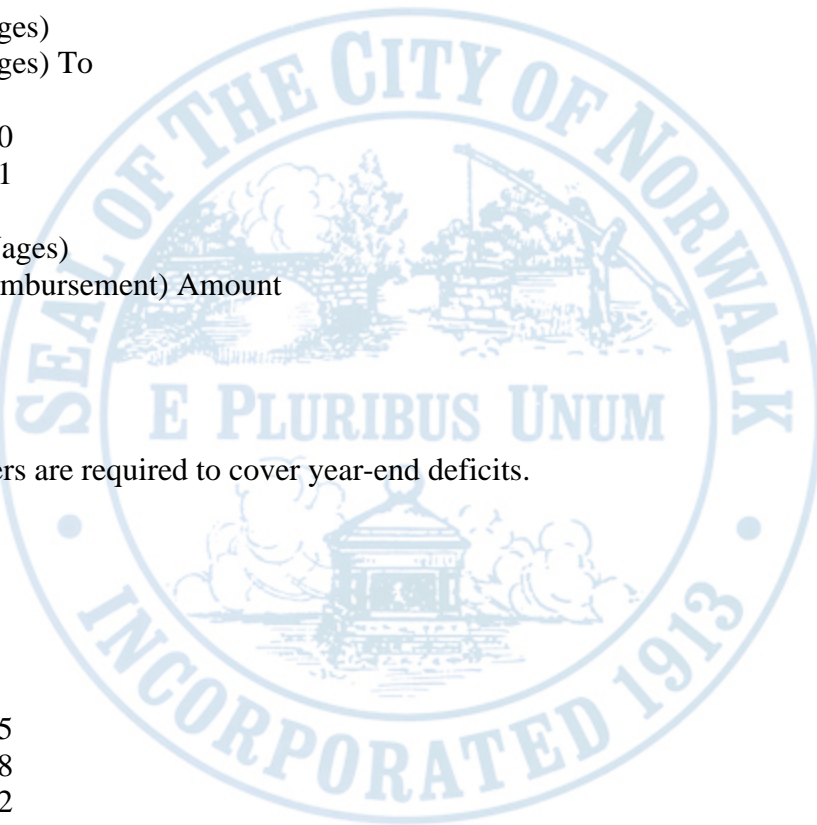 ges)
ges) To
0
1
ages)
mbursement) Amount
ers are required to cover year-end deficits.
5
8
2
SEAL OF THE CITY OF NORWALK
E PLURIBUS UNUM
INCORPORATED 1913